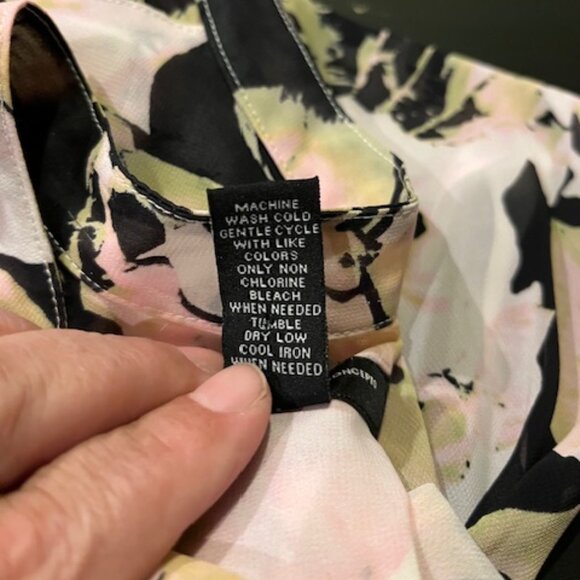 MACHINE
WASH COLD
GENTLE CYCLE
WITH LIKE
COLORS
ONLY NON
CHLORINE
BLEACH
WHEN NEEDED
TUMBLE
DRY LOW
COOL IRON
WHEN NEEDED